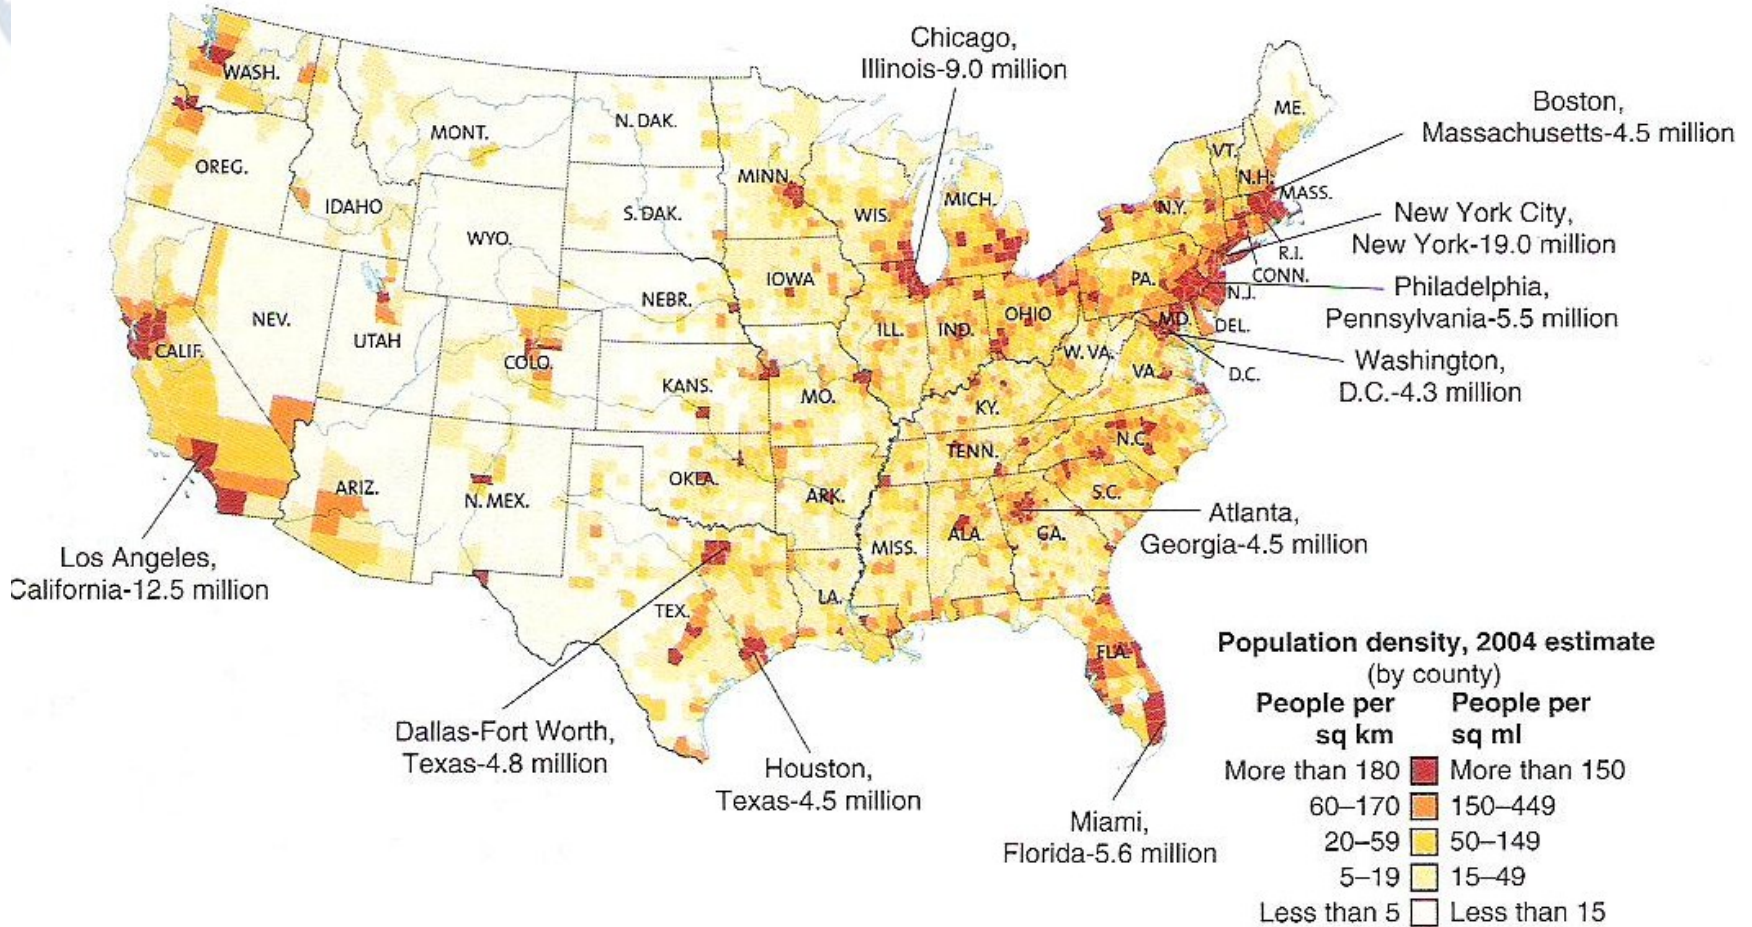 Chicago,
Illinois-9.0 million
Boston,
Massachusetts-4.5 million
New York City,
New York-19.0 million
Philadelphia,
Pennsylvania-5.5 million
Washington,
D.C.-4.3 million
Atlanta,
Georgia-4.5 million
Miami,
Florida-5.6 million
Houston,
Texas-4.5 million
Dallas-Fort Worth,
Texas-4.8 million
Los Angeles,
California-12.5 million
WASH.
OREG.
IDAHO
MONT.
N. DAK.
S. DAK.
WYO.
NEBR.
NEV.
UTAH
COLO.
CALIF.
ARIZ.
N. MEX.
KANS.
OKLA.
TEX.
MINN.
IOWA
MO.
ARK.
LA.
WIS.
ILL.
MICH.
IND.
OHIO
KY.
TENN.
MISS.
ALA.
GA.
FLA.
S.C.
N.C.
VA.
W. VA.
PA.
N.Y.
VT.
N.H.
ME.
MASS.
R.I.
CONN.
N.J.
DEL.
MD.
D.C.
Population density, 2004 estimate
(by county)
People per People per
sq km sq ml
More than 180 More than 150
60–170 150–449
20–59 50–149
5–19 15–49
Less than 5 Less than 15